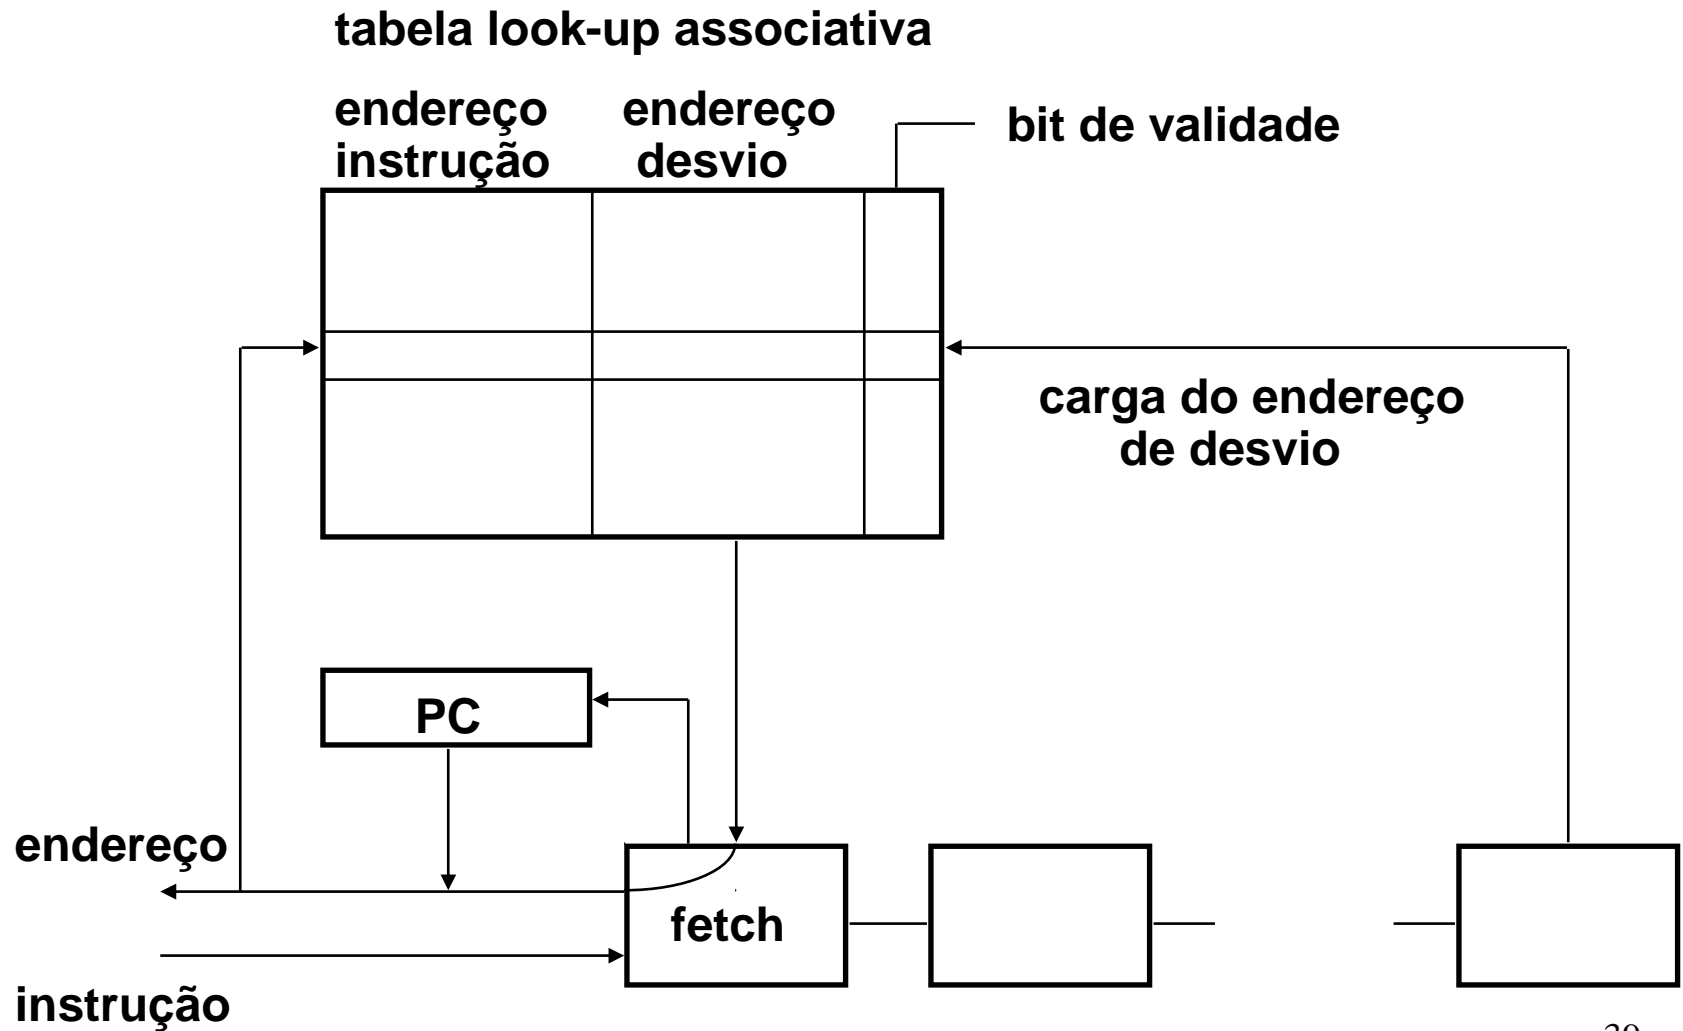 tabela look-up associativa
endereço
instrução
endereço
desvio
bit de validade
carga do endereço
de desvio
PC
endereço
fetch
instrução